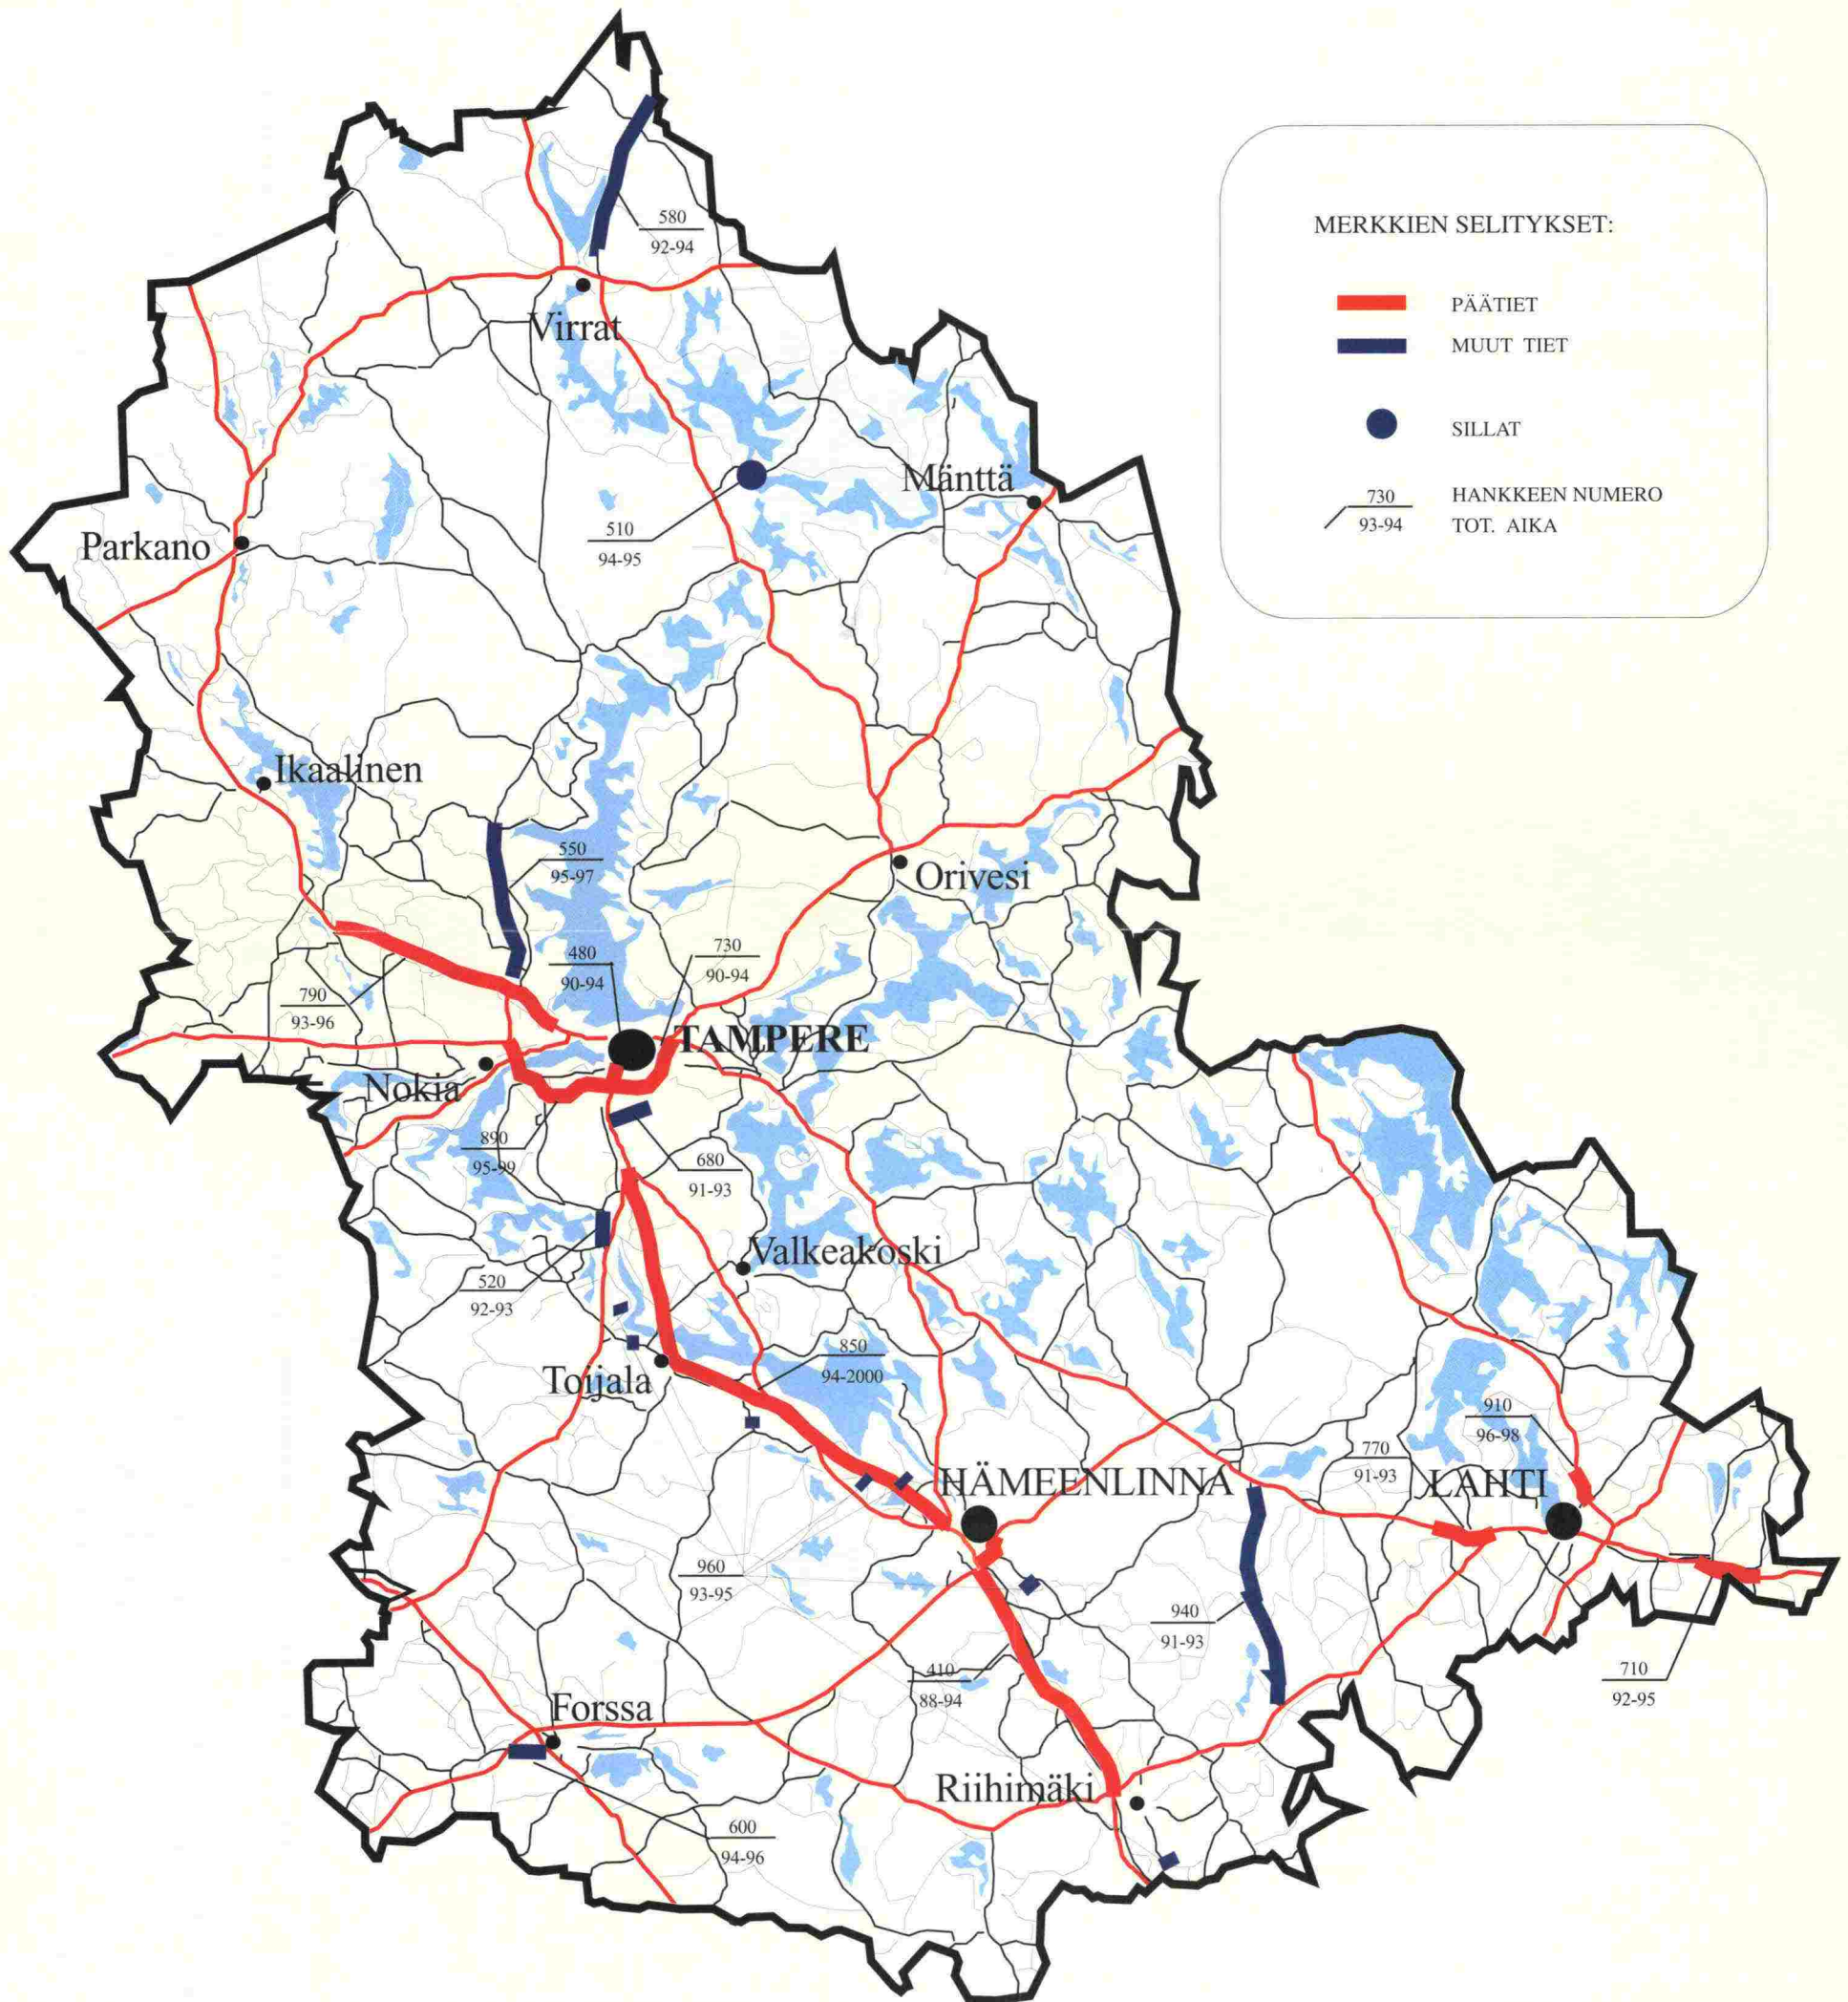 580
92-94
MERKKIEN SELITYKSET:
PÄÄTIET
MUUT TIET
SILLAT
730
93-94
HANKKEEN NUMERO
TOT. AIKA
Virrat
Mänttä
510
94-95
Parkano
Ikaalinen
550
95-97
Orivesi
480
90-94
730
90-94
790
93-96
TAMPERE
Nokia
890
95-99
680
91-93
Valkeakoski
520
92-93
850
94-2000
Toijala
910
96-98
770
91-93
HÄMEENLINNA
LAHTI
960
93-95
940
91-93
410
88-94
710
92-95
Forssa
Riihimäki
600
94-96